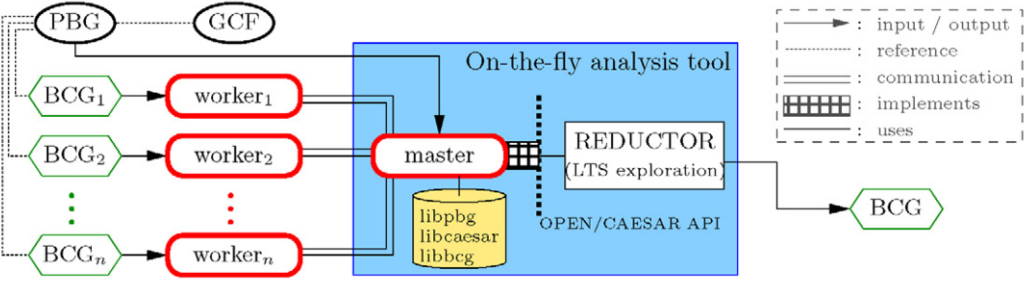 PBG
GCF
On-the-fly analysis tool
BCG1
worker1
BCG2
worker2
BCGn
workern
master
libpbg
libcaesar
libbcg
REDUCTOR
(LTS exploration)
OPEN/CAESAR API
BCG
: input / output
: reference
: communication
: implements
: uses